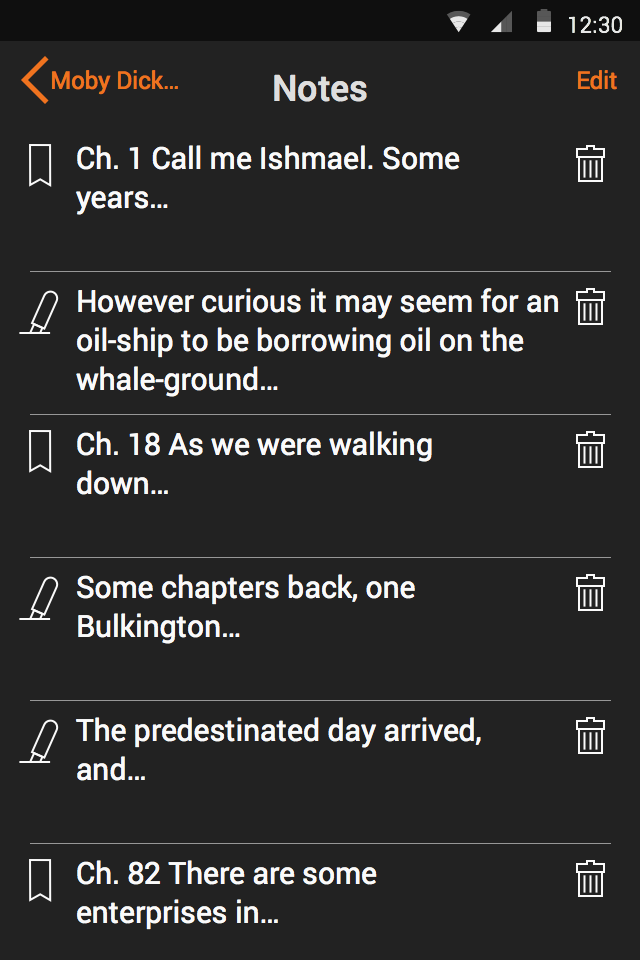 12:30
Moby Dick...
Notes
Edit
Ch. 1 Call me Ishmael. Some
years...
However curious it may seem for an
oil-ship to be borrowing oil on the
whale-ground...
Ch. 18 As we were walking
down...
Some chapters back, one
Bulkington...
The predestinated day arrived,
and...
Ch. 82 There are some
enterprises in...